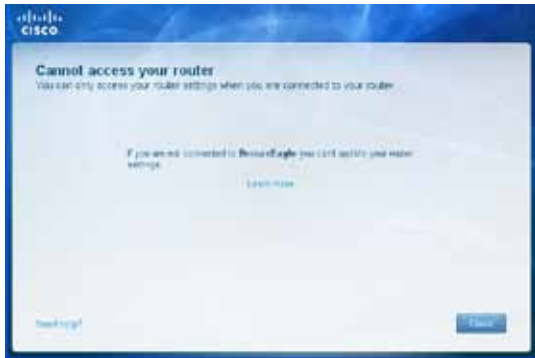 cisco
Cannot access your router
You can only access your router settings when you are connected to your router.
If you are not connected to you can't update your router
settings.
Learn more
Need help?
Close